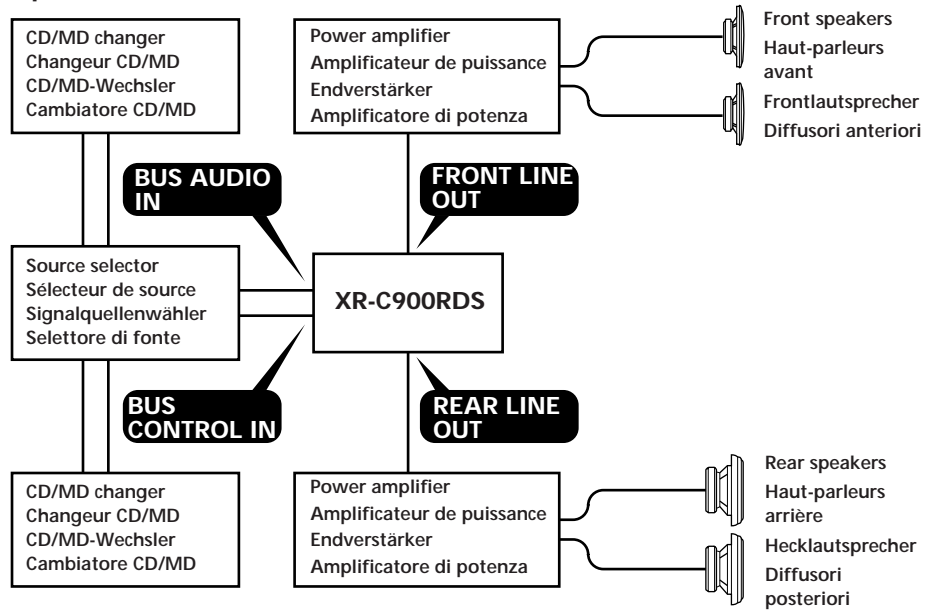 CD/MD changer
Changeur CD/MD
CD/MD-Wechsler
Cambiatore CD/MD
Power amplifier
Amplificateur de puissance
Endverstärker
Amplificatore di potenza
Front speakers
Haut-parleurs
avant
Frontlautsprecher
Diffusori anteriori
BUS AUDIO
IN
FRONT LINE
OUT
Source selector
Sélecteur de source
Signalquellenwähler
Selettore di fonte
XR-C900RDS
BUS
CONTROL IN
REAR LINE
OUT
CD/MD changer
Changeur CD/MD
CD/MD-Wechsler
Cambiatore CD/MD
Power amplifier
Amplificateur de puissance
Endverstärker
Amplificatore di potenza
Rear speakers
Haut-parleurs
arrière
Hecklautsprecher
Diffusori
posteriori